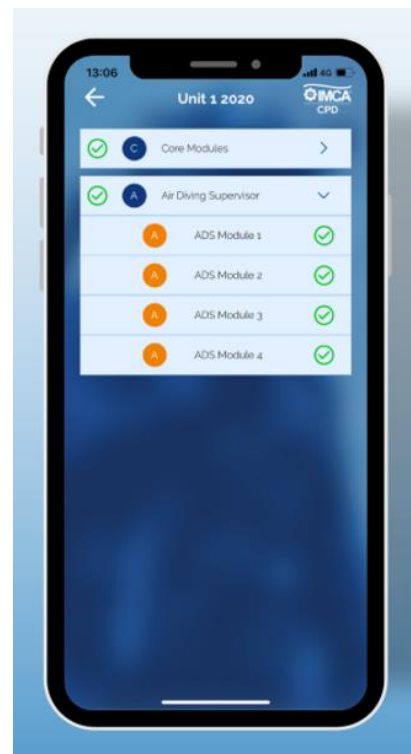 13:06
4G
Unit 1 2020
IMCA
CPD
C Core Modules
A Air Diving Supervisor
A ADS Module 1
A ADS Module 2
A ADS Module 3
A ADS Module 4